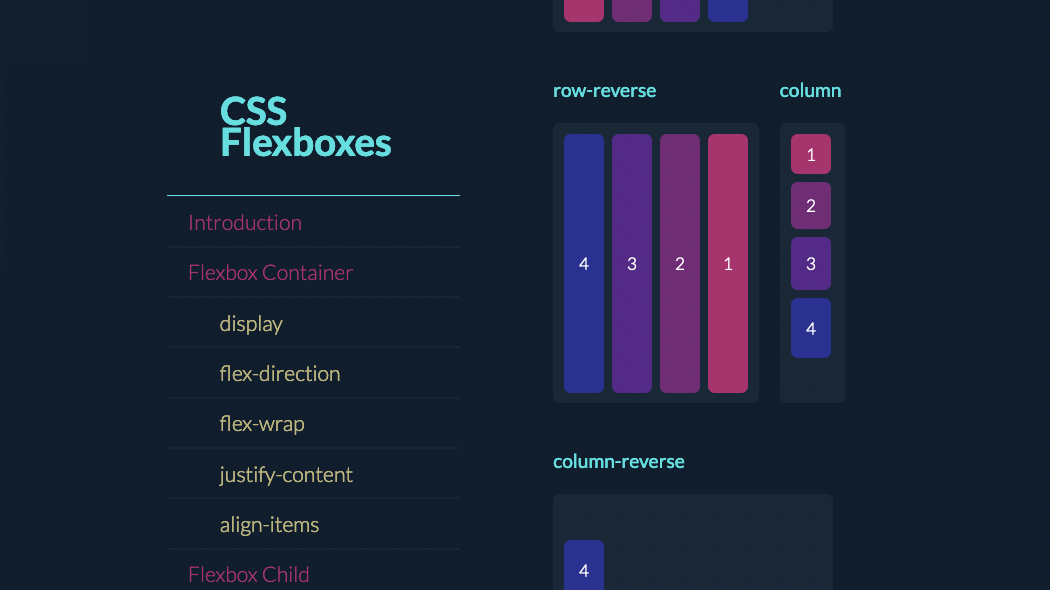 CSS
Flexboxes
Introduction
Flexbox Container
display
flex-direction
flex-wrap
justify-content
align-items
Flexbox Child
row-reverse
4 3 2 1
column
1
2
3
4
column-reverse
4